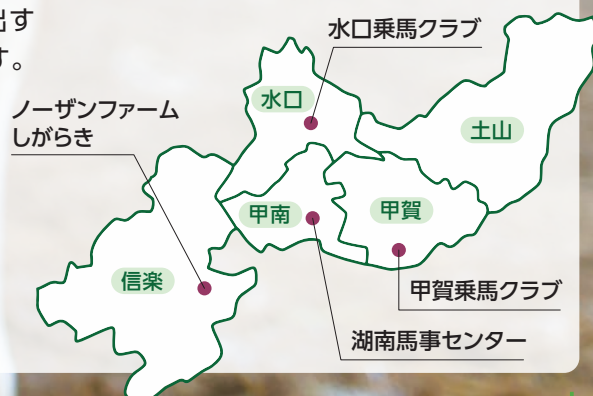 出す
す。
水口乗馬クラブ
ノーザンファーム
しがらき
水口
土山
甲南
甲賀
信楽
甲賀乗馬クラブ
湖南馬事センター